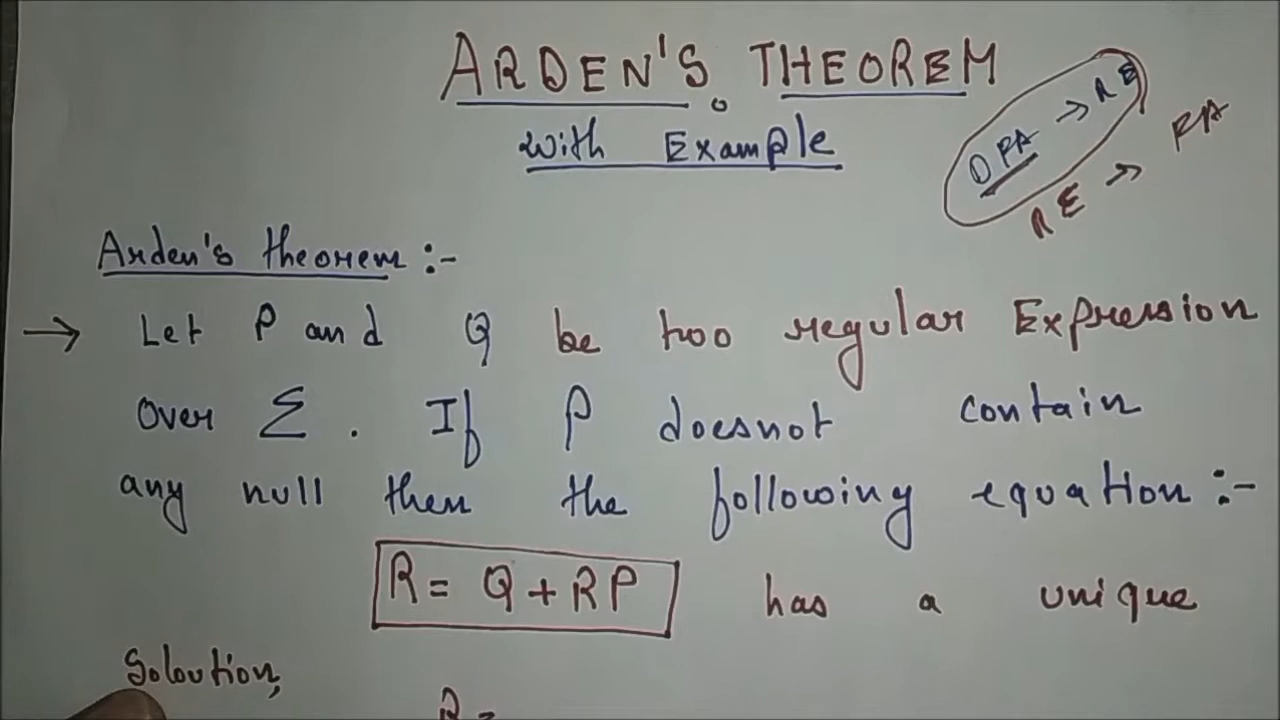 ARDEN'S THEOREM
with Example
DFA → RE
RE → FA
Arden's theorem :-
→ Let P and Q be two regular Expression
Over Σ . If P doesnot contain
any null then the following equation :-
R = Q + RP has a unique
Soloution,
R =